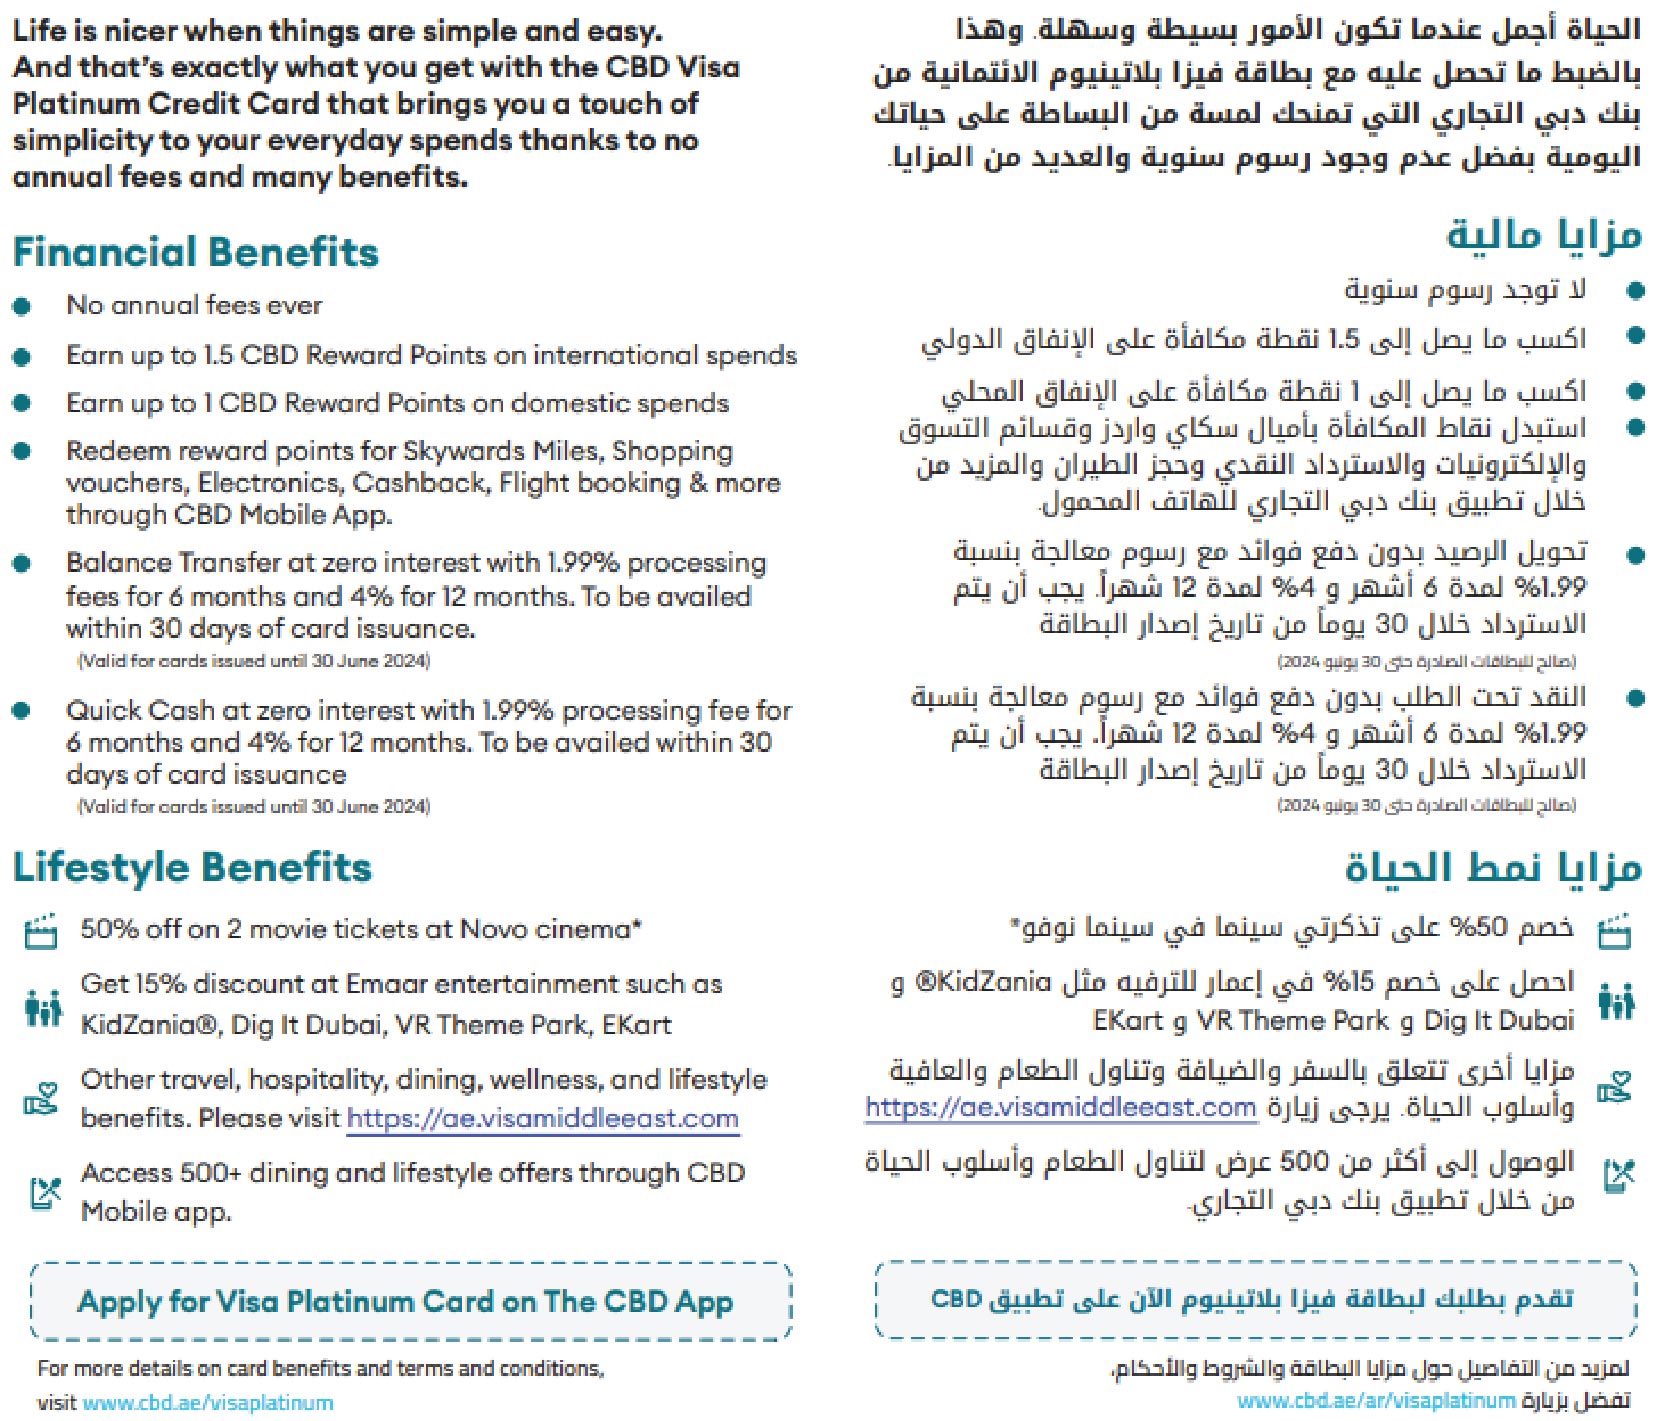 Life is nicer when things are simple and easy.
And that's exactly what you get with the CBD Visa
Platinum Credit Card that brings you a touch of
simplicity to your everyday spends thanks to no
annual fees and many benefits.
Financial Benefits
● No annual fees ever
● Earn up to 1.5 CBD Reward Points on international spends
● Earn up to 1 CBD Reward Points on domestic spends
● Redeem reward points for Skywards Miles, Shopping
vouchers, Electronics, Cashback, Flight booking & more
through CBD Mobile App.
● Balance Transfer at zero interest with 1.99% processing
fees for 6 months and 4% for 12 months. To be availed
within 30 days of card issuance.
(Valid for cards issued until 30 June 2024)
● Quick Cash at zero interest with 1.99% processing fee for
6 months and 4% for 12 months. To be availed within 30
days of card issuance
(Valid for cards issued until 30 June 2024)
Lifestyle Benefits
50% off on 2 movie tickets at Novo cinema*
Get 15% discount at Emaar entertainment such as
KidZania®, Dig It Dubai, VR Theme Park, EKart
Other travel, hospitality, dining, wellness, and lifestyle
benefits. Please visit https://ae.visamiddleeast.com
Access 500+ dining and lifestyle offers through CBD
Mobile app.
Apply for Visa Platinum Card on The CBD App
For more details on card benefits and terms and conditions,
visit www.cbd.ae/visaplatinum
الحياة أجمل عندما تكون الأمور بسيطة وسهلة. وهذا
بالضبط ما تحصل عليه مع بطاقة فيزا بلاتينيوم الائتمانية من
بنك دبي التجاري التي تمنحك لمسة من البساطة على حياتك
اليومية بفضل عدم وجود رسوم سنوية والعديد من المزايا.
مزايا مالية
● لا توجد رسوم سنوية
● اكسب ما يصل إلى 1.5 نقطة مكافأة على الإنفاق الدولي
● اكسب ما يصل إلى 1 نقطة مكافأة على الإنفاق المحلي
● استبدل نقاط المكافأة بأميال سكاي واردز وقسائم التسوق
والإلكترونيات والاسترداد النقدي وحجز الطيران والمزيد من
خلال تطبيق بنك دبي التجاري للهاتف المحمول.
● تحويل الرصيد بدون دفع فوائد مع رسوم معالجة بنسبة
1.99% لمدة 6 أشهر و 4% لمدة 12 شهراً. يجب أن يتم
الاسترداد خلال 30 يوماً من تاريخ إصدار البطاقة
(صالح للبطاقات الصادرة حتى 30 يونيو 2024)
● النقد تحت الطلب بدون دفع فوائد مع رسوم معالجة بنسبة
1.99% لمدة 6 أشهر و 4% لمدة 12 شهراً. يجب أن يتم
الاسترداد خلال 30 يوماً من تاريخ إصدار البطاقة
(صالح للبطاقات الصادرة حتى 30 يونيو 2024)
مزايا نمط الحياة
خصم 50% على تذكرتي سينما في سينما نوفو*
احصل على خصم 15% في إعمار للترفيه مثل KidZania® و
Dig It Dubai و VR Theme Park و EKart
مزايا أخرى تتعلق بالسفر والضيافة وتناول الطعام والعافية
وأسلوب الحياة. يرجى زيارة https://ae.visamiddleeast.com
الوصول إلى أكثر من 500 عرض لتناول الطعام وأسلوب الحياة
من خلال تطبيق بنك دبي التجاري.
تقدم بطلبك لبطاقة فيزا بلاتينيوم الآن على تطبيق CBD
لمزيد من التفاصيل حول مزايا البطاقة والشروط والأحكام،
تفضل بزيارة www.cbd.ae/ar/visaplatinum